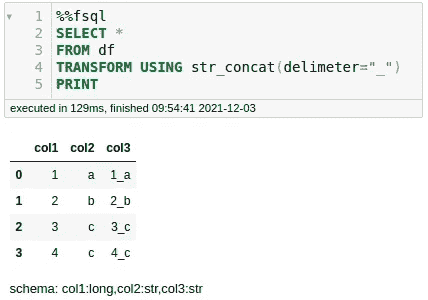 1 %%fsql
2 SELECT *
3 FROM df
4 TRANSFORM USING str_concat(delimeter="_")
5 PRINT
executed in 129ms, finished 09:54:41 2021-12-03
col1 col2 col3
0 1 a 1_a
1 2 b 2_b
2 3 c 3_c
3 4 c 4_c
schema: col1:long,col2:str,col3:str